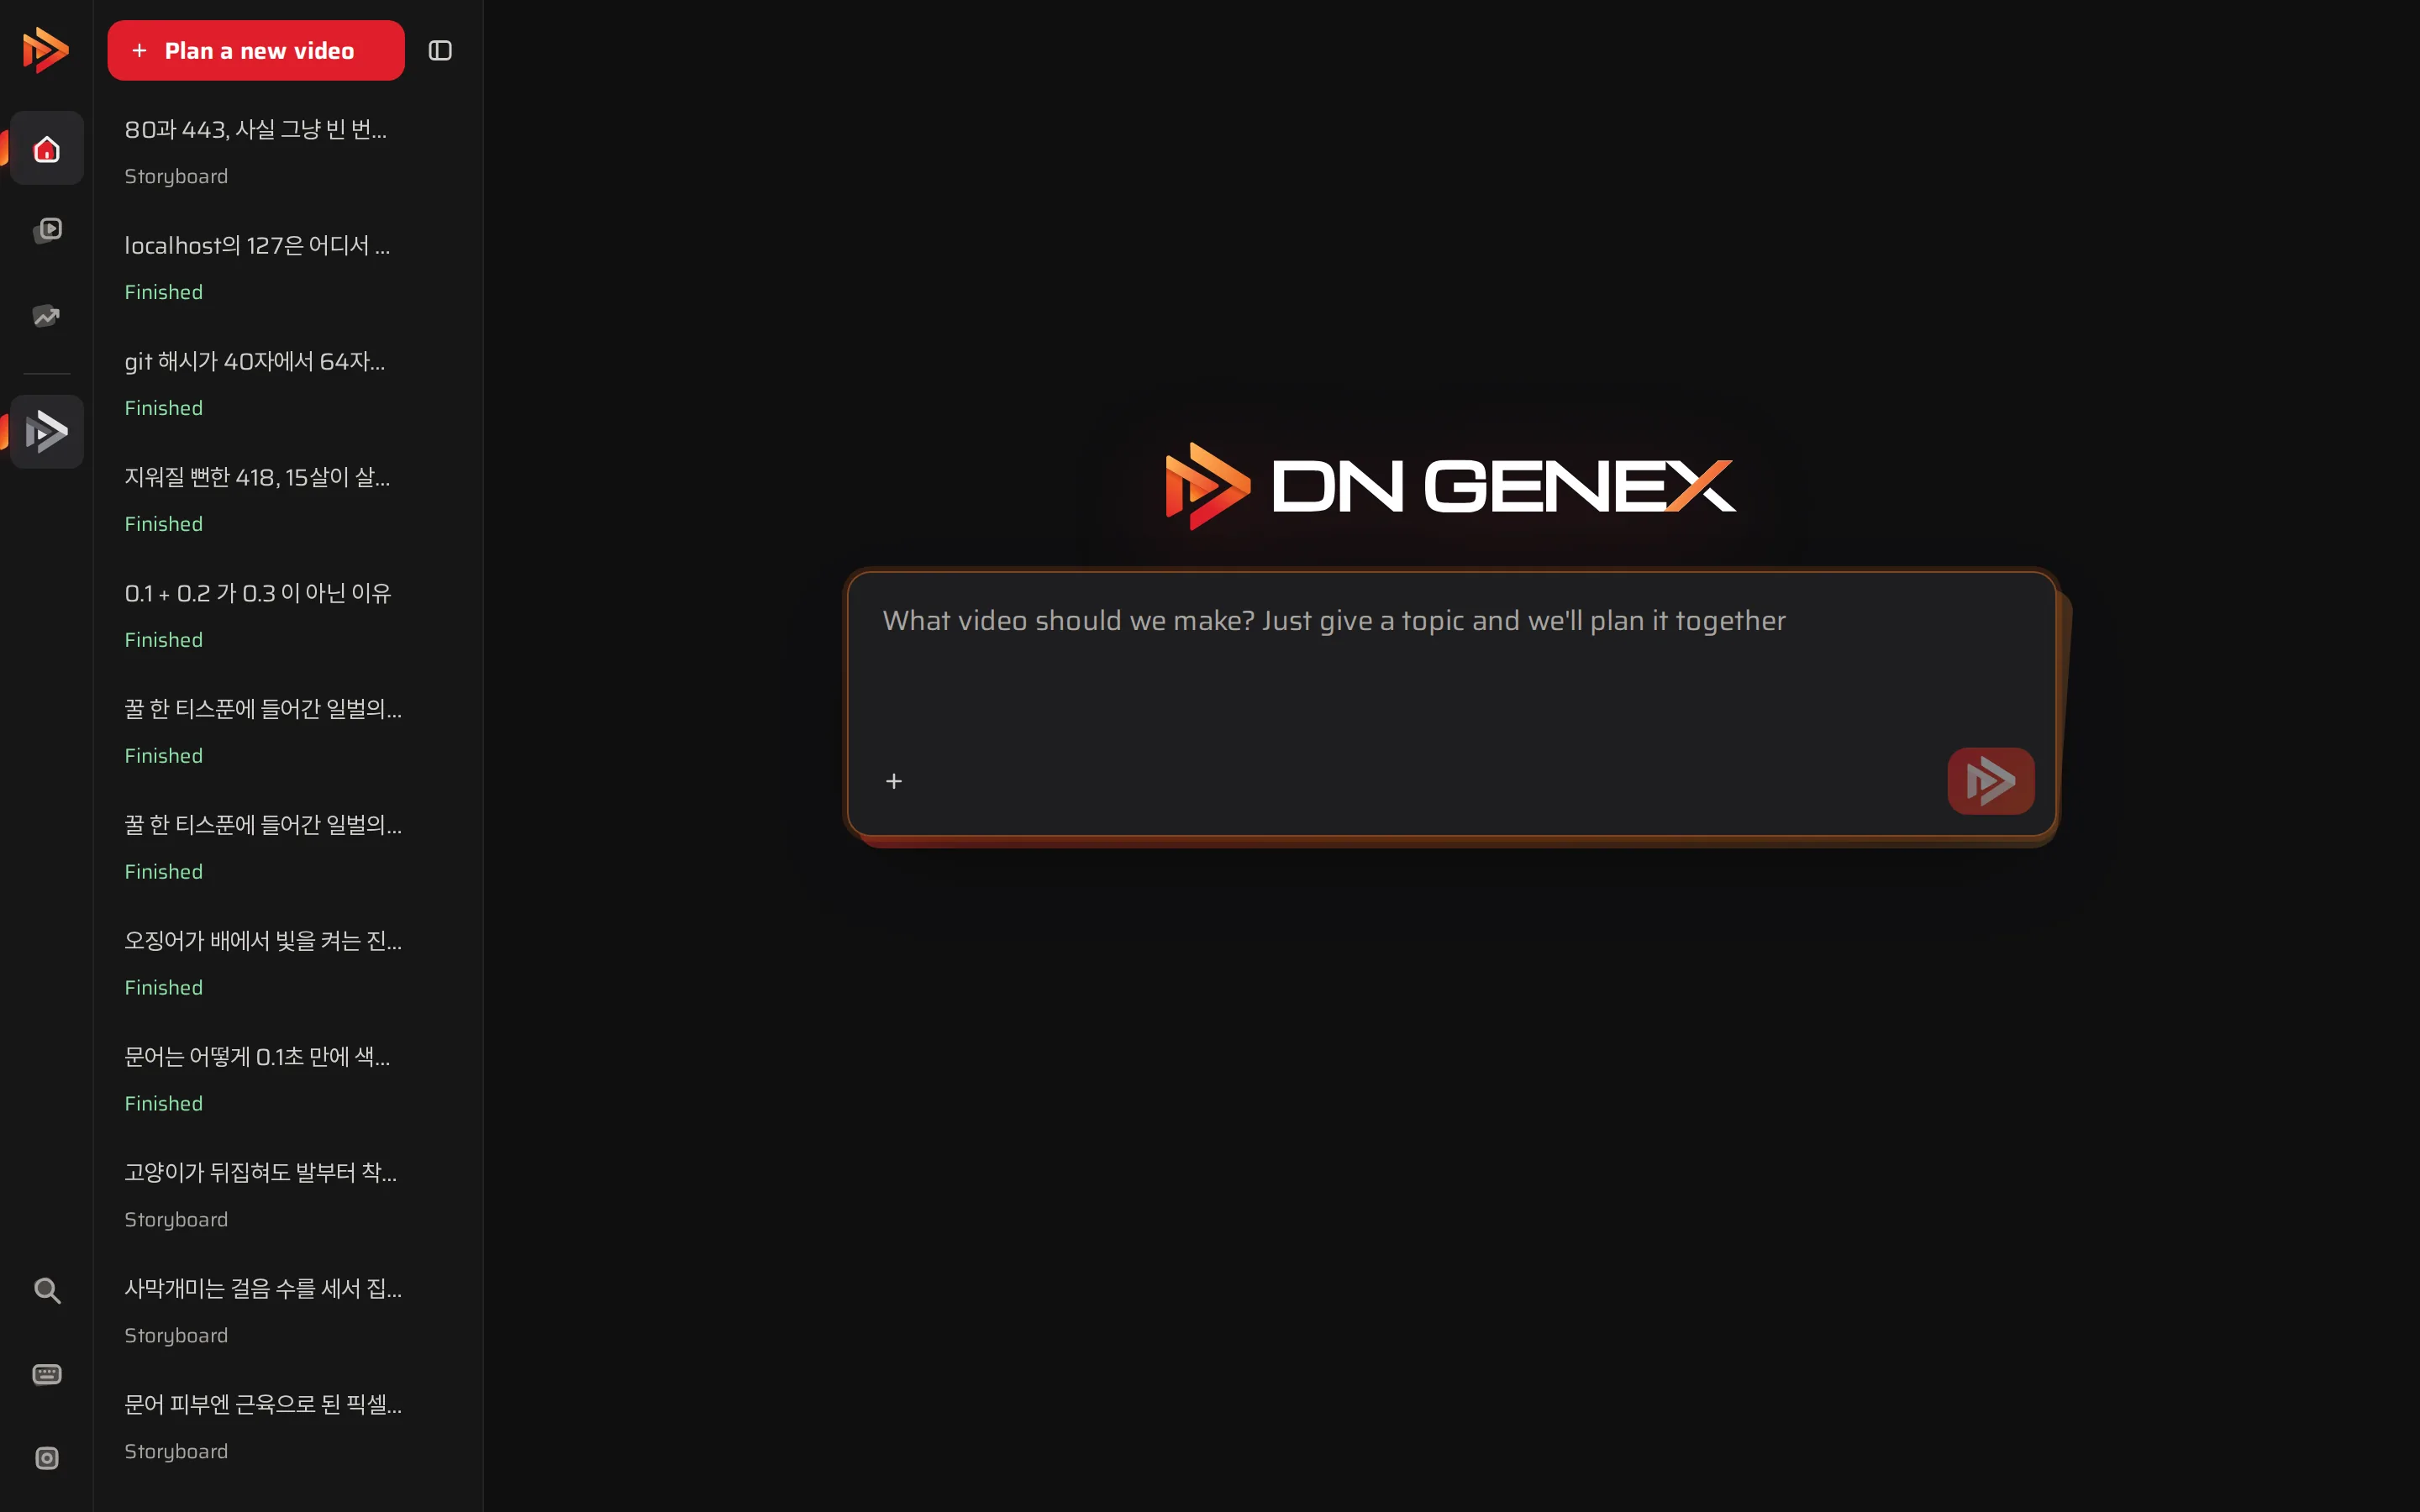 Plan a new video
80과 443, 사실 그냥 빈 번...
Storyboard
localhost의 127은 어디서 ...
Finished
git 해시가 40자에서 64자...
Finished
지워질 뻔한 418, 15살이 살...
Finished
0.1 + 0.2 가 0.3 이 아닌 이유
Finished
꿀 한 티스푼에 들어간 일벌의...
Finished
꿀 한 티스푼에 들어간 일벌의...
Finished
오징어가 배에서 빛을 켜는 진...
Finished
문어는 어떻게 0.1초 만에 색...
Finished
고양이가 뒤집혀도 발부터 착...
Storyboard
사막개미는 걸음 수를 세서 집...
Storyboard
문어 피부엔 근육으로 된 픽셀...
Storyboard
DN GENEX
What video should we make? Just give a topic and we'll plan it together